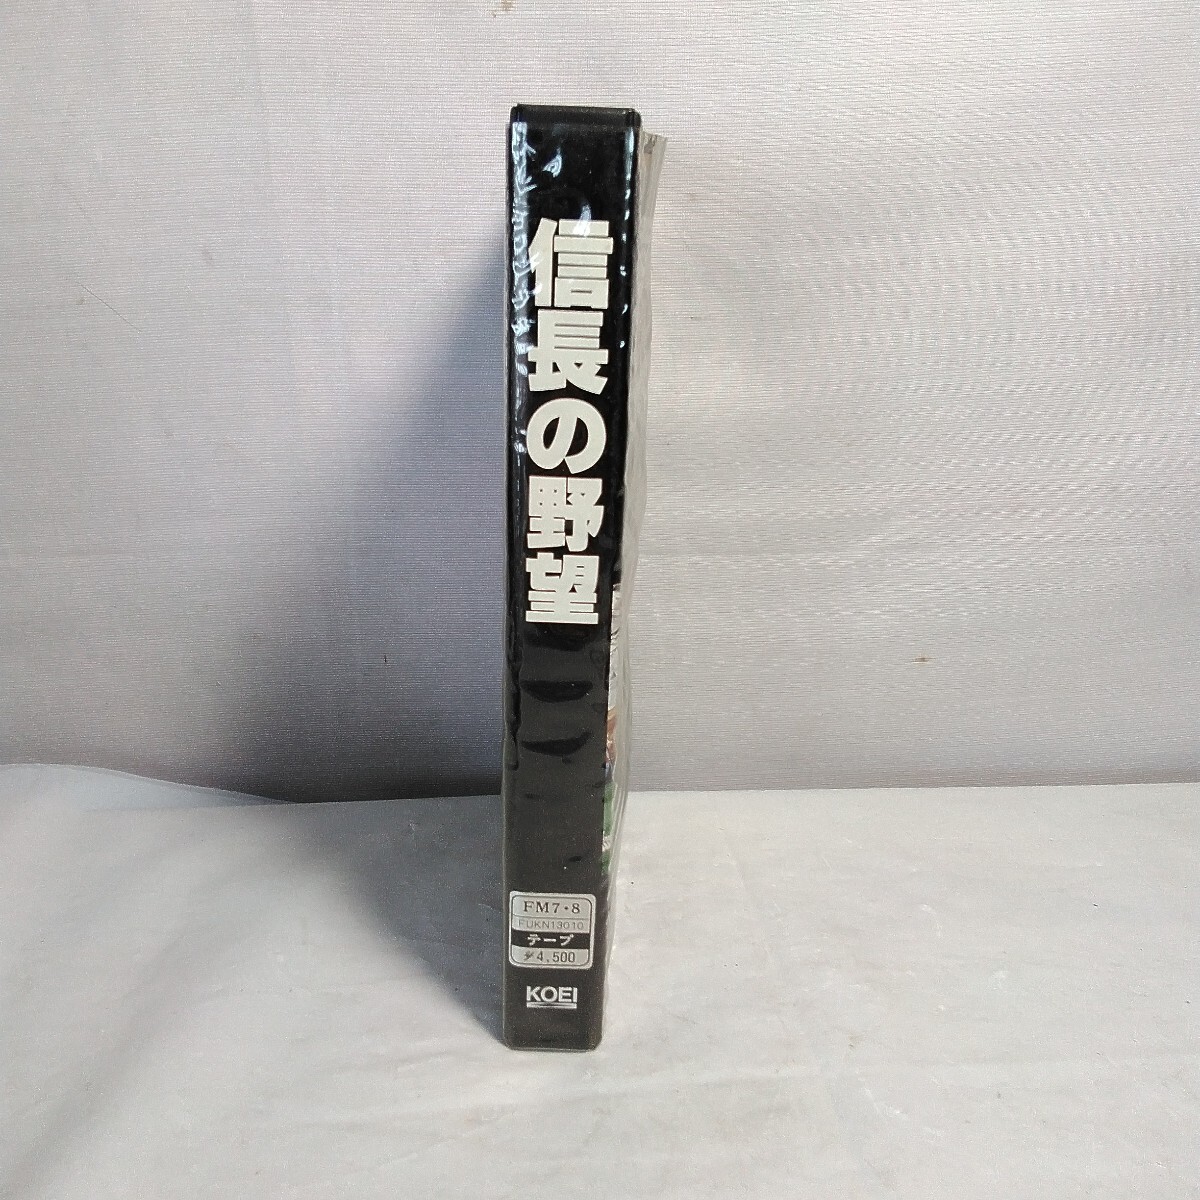 信長の野望
FM7・8
FUKN13010
テープ
¥4,500
KOEI